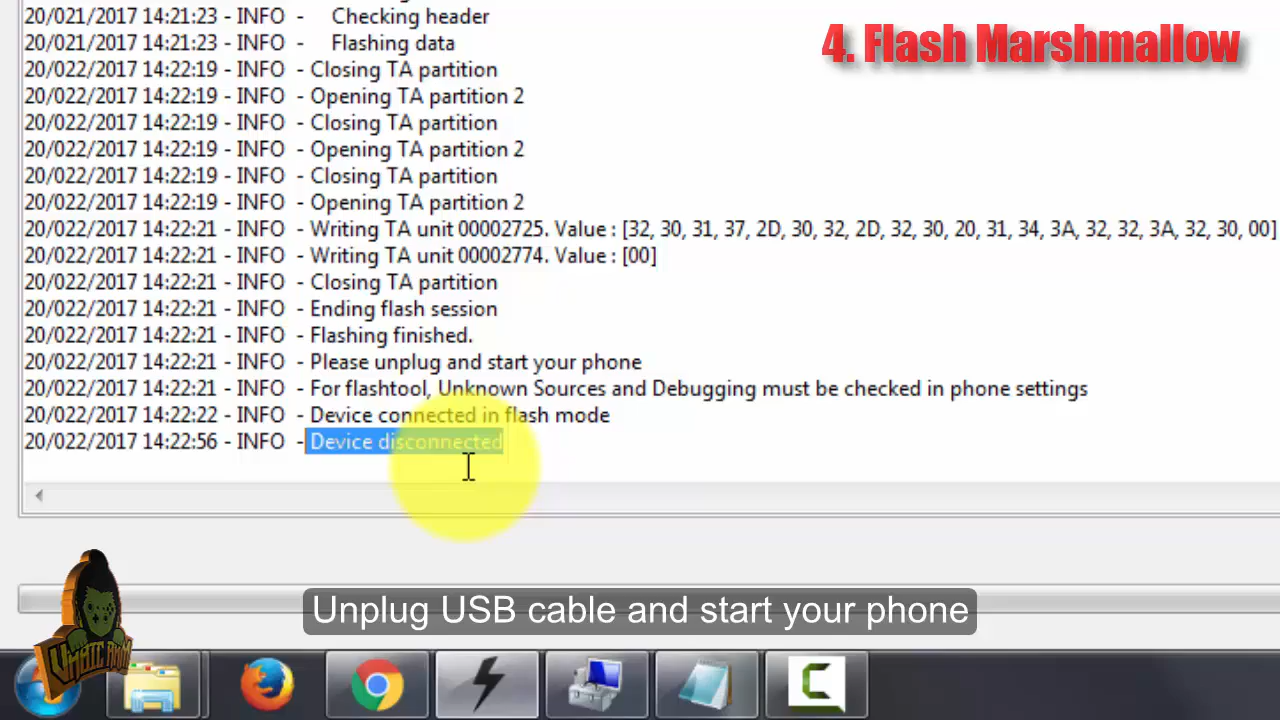 4. Flash Marshmallow
20/021/2017 14:21:23 - INFO - Checking header
20/021/2017 14:21:23 - INFO - Flashing data
20/022/2017 14:22:19 - INFO - Closing TA partition
20/022/2017 14:22:19 - INFO - Opening TA partition 2
20/022/2017 14:22:19 - INFO - Closing TA partition
20/022/2017 14:22:19 - INFO - Opening TA partition 2
20/022/2017 14:22:19 - INFO - Closing TA partition
20/022/2017 14:22:19 - INFO - Opening TA partition 2
20/022/2017 14:22:21 - INFO - Writing TA unit 00002725. Value : [32, 30, 31, 37, 2D, 30, 32, 2D, 32, 30, 20, 31, 34, 3A, 32, 32, 3A, 32, 30, 00]
20/022/2017 14:22:21 - INFO - Writing TA unit 00002774. Value : [00]
20/022/2017 14:22:21 - INFO - Closing TA partition
20/022/2017 14:22:21 - INFO - Ending flash session
20/022/2017 14:22:21 - INFO - Flashing finished.
20/022/2017 14:22:21 - INFO - Please unplug and start your phone
20/022/2017 14:22:21 - INFO - For flashtool, Unknown Sources and Debugging must be checked in phone settings
20/022/2017 14:22:22 - INFO - Device connected in flash mode
20/022/2017 14:22:56 - INFO - Device disconnected
Unplug USB cable and start your phone